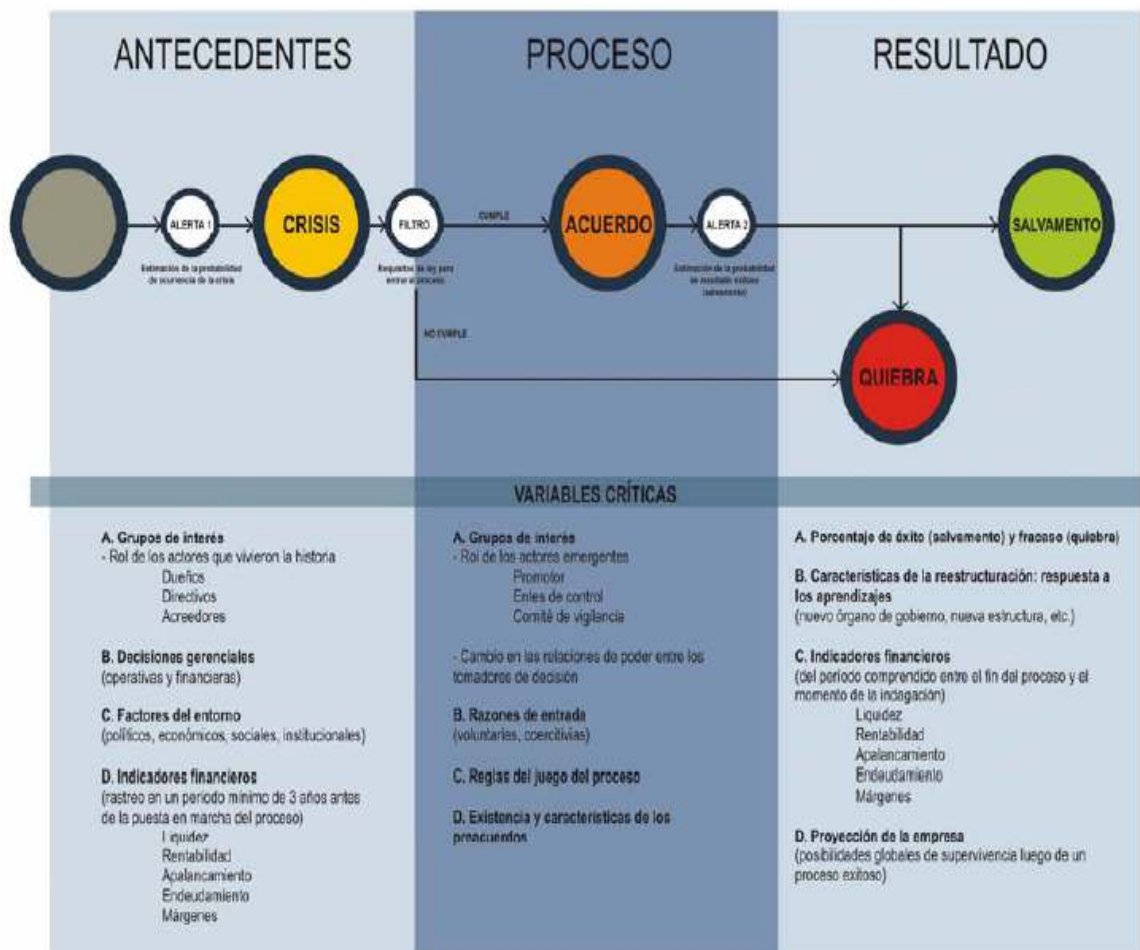 ANTECEDENTES
PROCESO
RESULTADO
ALERTA 1
CRISIS
FILTRO
CUMPLE
ACUERDO
ALERTA 2
SALVAMENTO
Estimación de la probabilidad
de ocurrencia de la crisis
Requisitos de ley para
entrar al proceso
Estimación de la probabilidad
de resultado exitoso
(salvamento)
NO CUMPLE
QUIEBRA
VARIABLES CRÍTICAS
A. Grupos de interés
- Rol de los actores que vivieron la historia
Dueños
Directivos
Acreedores
B. Decisiones gerenciales
(operativas y financieras)
C. Factores del entorno
(políticos, económicos, sociales, institucionales)
D. Indicadores financieros
(rastreo en un periodo mínimo de 3 años antes
de la puesta en marcha del proceso)
Liquidez
Rentabilidad
Apalancamiento
Endeudamiento
Márgenes
A. Grupos de interés
- Rol de los actores emergentes
Promotor
Entes de control
Comité de vigilancia
- Cambio en las relaciones de poder entre los
tomadores de decisión
B. Razones de entrada
(voluntarias, coercitivias)
C. Reglas del juego del proceso
D. Existencia y características de los
preacuerdos
A. Porcentaje de éxito (salvamento) y fracaso (quiebra)
B. Características de la reestructuración: respuesta a
los aprendizajes
(nuevo órgano de gobierno, nueva estructura, etc.)
C. Indicadores financieros
(del periodo comprendido entre el fin del proceso y el
momento de la indagación)
Liquidez
Rentabilidad
Apalancamiento
Endeudamiento
Márgenes
D. Proyección de la empresa
(posibilidades globales de supervivencia luego de un
proceso exitoso)